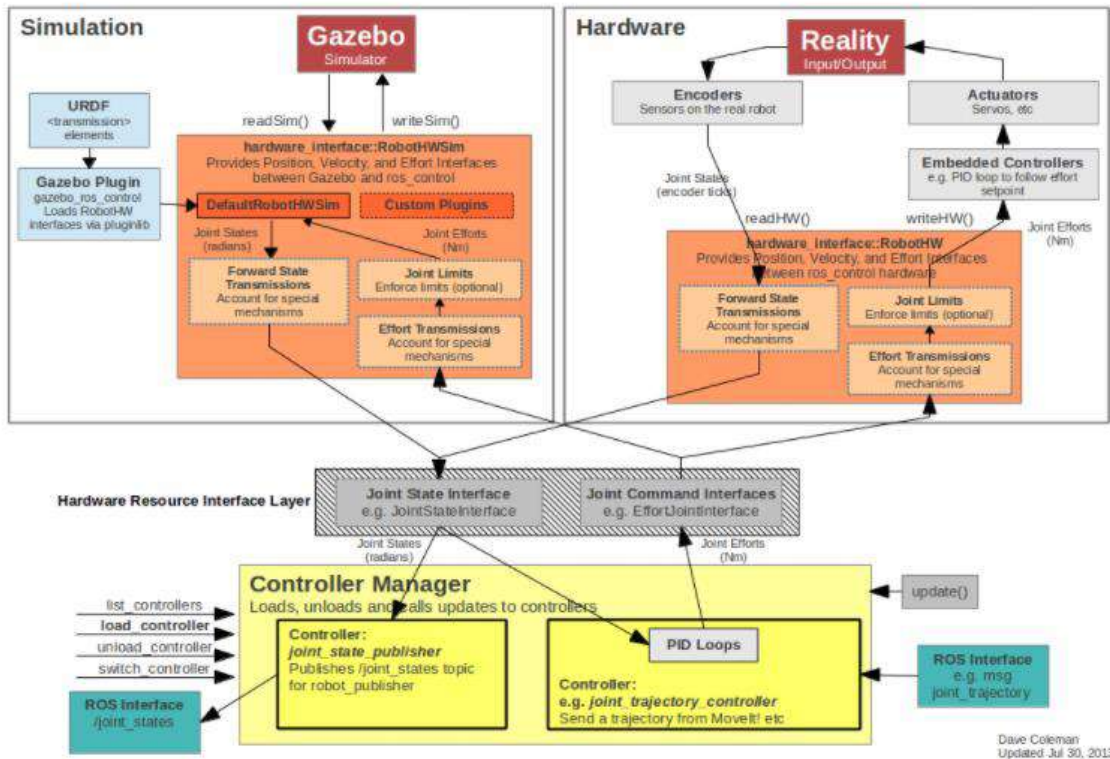 Simulation
Gazebo
Simulator
URDF
<transmission>
elements
readSim()
writeSim()
Gazebo Plugin
gazebo_ros_control
Loads RobotHW
interfaces via pluginlib
hardware_interface::RobotHWSim
Provides Position, Velocity, and Effort Interfaces
between Gazebo and ros_control
DefaultRobotHWSim
Custom Plugins
Joint States
(radians)
Joint Efforts
(Nm)
Forward State
Transmissions
Account for special
mechanisms
Joint Limits
Enforce limits (optional)
Effort Transmissions
Account for special
mechanisms
Hardware
Reality
Input/Output
Encoders
Sensors on the real robot
Actuators
Servos, etc
Embedded Controllers
e.g. PID loop to follow effort
setpoint
Joint States
(encoder ticks)
readHW()
writeHW()
Joint Efforts
(Nm)
hardware_interface::RobotHW
Provides Position, Velocity, and Effort Interfaces
between ros_control hardware
Forward State
Transmissions
Account for special
mechanisms
Joint Limits
Enforce limits (optional)
Effort Transmissions
Account for special
mechanisms
Hardware Resource Interface Layer
Joint State Interface
e.g. JointStateInterface
Joint Command Interfaces
e.g. EffortJointInterface
Joint States
(radians)
Joint Efforts
(Nm)
Controller Manager
Loads, unloads and calls updates to controllers
update()
list_controllers
load_controller
unload_controller
switch_controller
Controller:
joint_state_publisher
Publishes /joint_states topic
for robot_publisher
PID Loops
Controller:
e.g. joint_trajectory_controller
Send a trajectory from MoveIt! etc
ROS Interface
e.g. msg
joint_trajectory
ROS Interface
/joint_states
Dave Coleman
Updated Jul 30, 2013